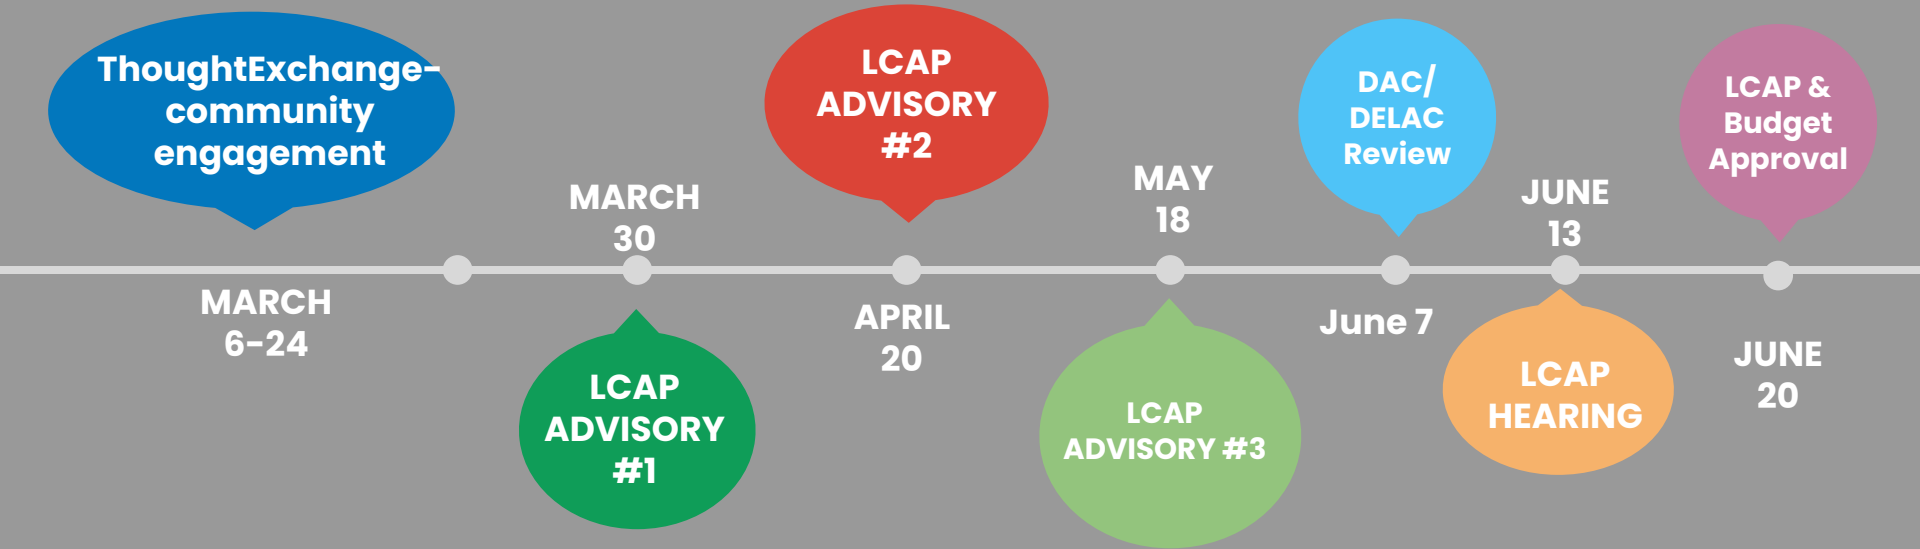 ThoughtExchange-
community
engagement
MARCH
6-24
MARCH
30
LCAP
ADVISORY
#1
LCAP
ADVISORY
#2
APRIL
20
MAY
18
LCAP
ADVISORY #3
DAC/
DELAC
Review
June 7
JUNE
13
LCAP
HEARING
LCAP &
Budget
Approval
JUNE
20